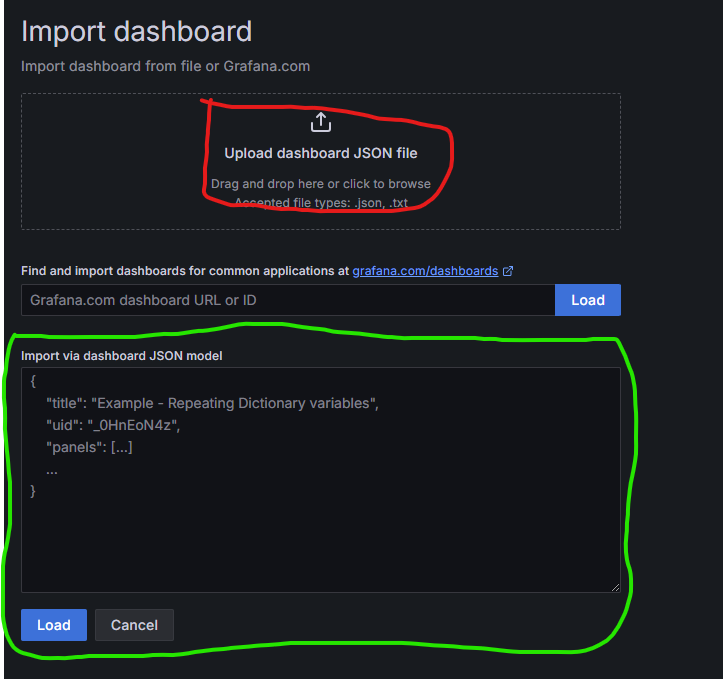 Import dashboard
Import dashboard from file or Grafana.com
Upload dashboard JSON file
Drag and drop here or click to browse
Accepted file types: .json, .txt
Find and import dashboards for common applications at grafana.com/dashboards
Grafana.com dashboard URL or ID
Load
Import via dashboard JSON model
{
"title": "Example - Repeating Dictionary variables",
"uid": "_0HnEoN4z",
"panels": [...]
...
}
Load Cancel